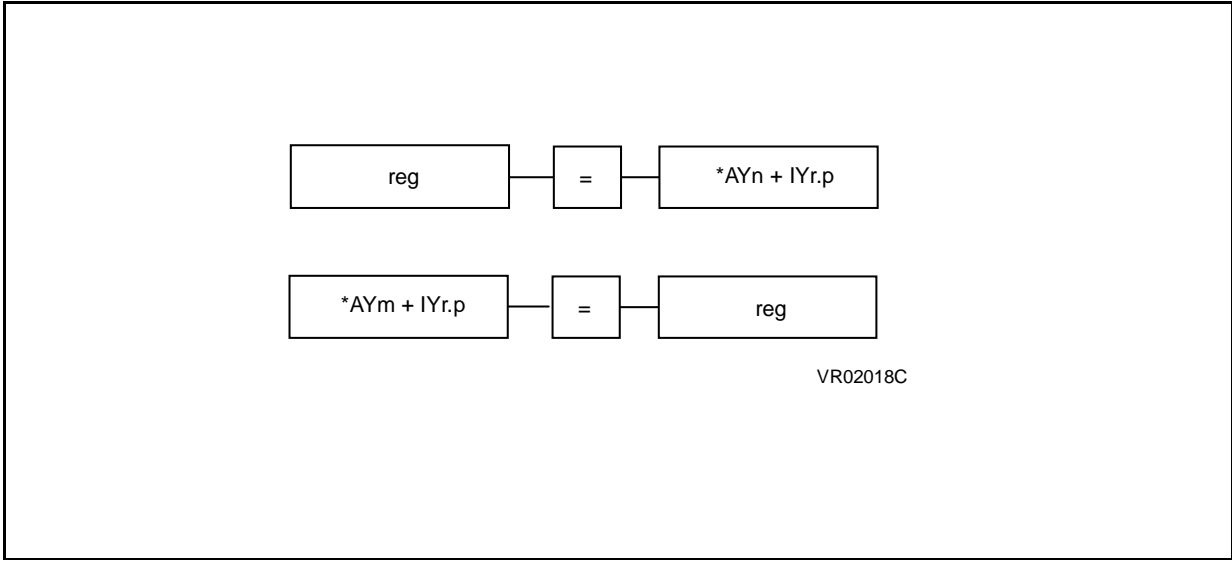 reg = *AYn + IYr.p
*AYm + IYr.p = reg
VR02018C